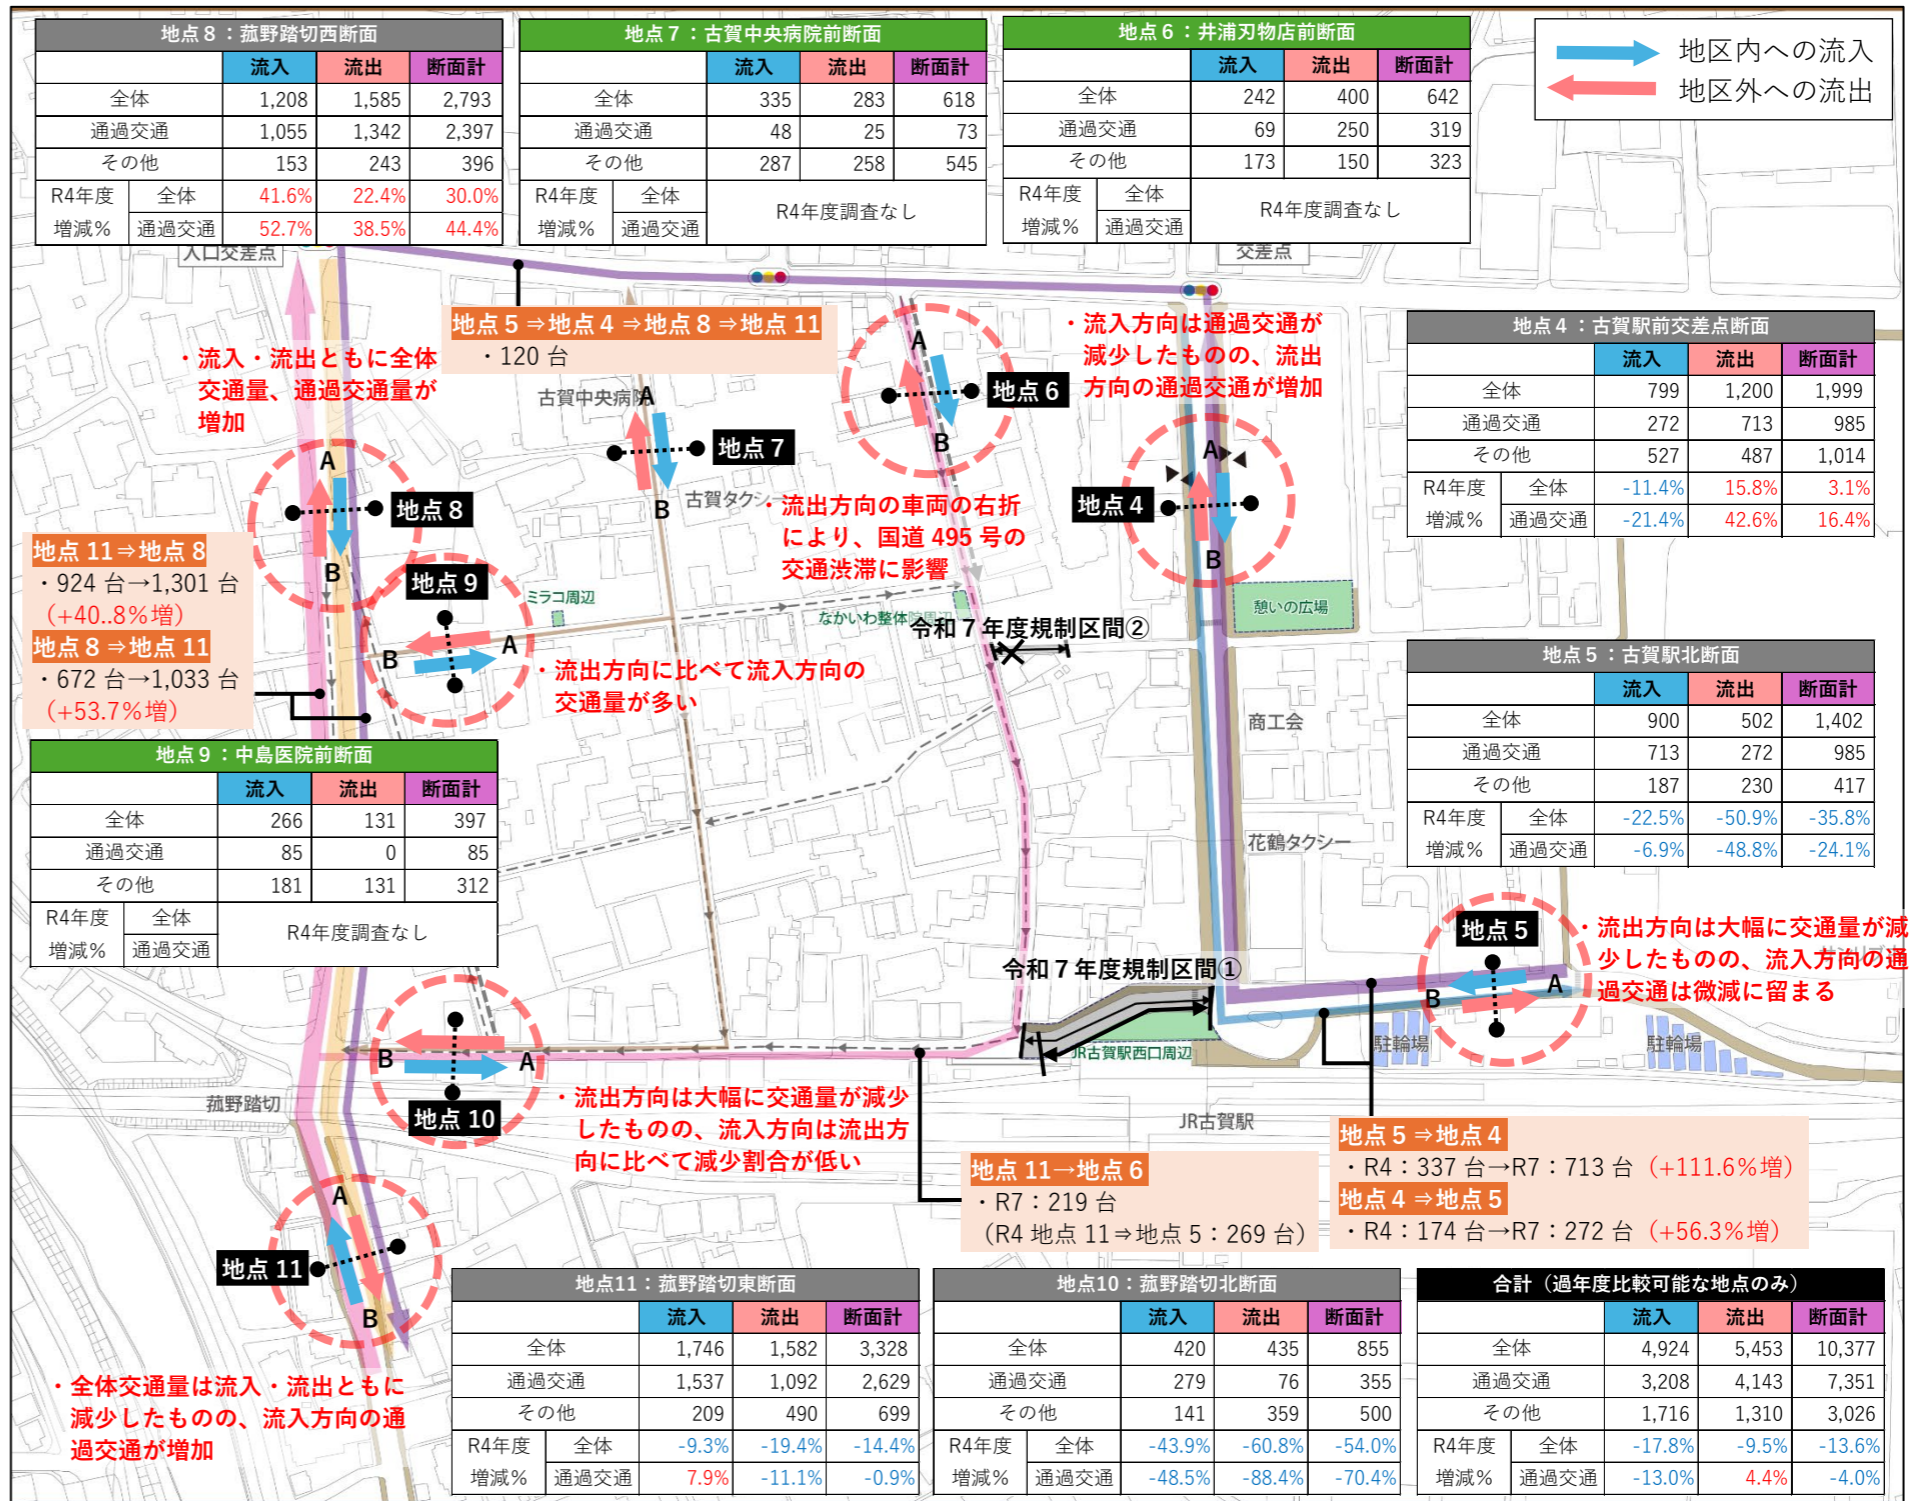 地点８：菰野踏切西断面
流入 流出 断面計
全体 1,208 1,585 2,793
通過交通 1,055 1,342 2,397
その他 153 243 396
R4年度 全体 41.6% 22.4% 30.0%
増減% 通過交通 52.7% 38.5% 44.4%
地点７：古賀中央病院前断面
流入 流出 断面計
全体 335 283 618
通過交通 48 25 73
その他 287 258 545
R4年度 全体
増減% 通過交通
R4年度調査なし
地点６：井浦刃物店前断面
流入 流出 断面計
全体 242 400 642
通過交通 69 250 319
その他 173 150 323
R4年度 全体
増減% 通過交通
R4年度調査なし
地区内への流入
地区外への流出
入口交差点
交差点
地点５⇒地点４⇒地点８⇒地点11
・120 台
・流入・流出ともに全体
交通量、通過交通量が
増加
・流入方向は通過交通が
減少したものの、流出
方向の通過交通が増加
地点４：古賀駅前交差点断面
流入 流出 断面計
全体 799 1,200 1,999
通過交通 272 713 985
その他 527 487 1,014
R4年度 全体 -11.4% 15.8% 3.1%
増減% 通過交通 -21.4% 42.6% 16.4%
古賀中央病院
A
B
地点 6
A
B
地点 7
古賀タクシー
A
B
地点 4
A
B
地点 8
・流出方向の車両の右折
により、国道 495 号の
交通渋滞に影響
地点 11⇒地点 8
・924 台→1,301 台
（+40..8%増）
地点 8 ⇒地点 11
・672 台→1,033 台
（+53.7%増）
地点 9
A
B
ミラコ周辺
なかいわ整体院周辺
憩いの広場
令和７年度規制区間②
・流出方向に比べて流入方向の
交通量が多い
地点５：古賀駅北断面
流入 流出 断面計
全体 900 502 1,402
通過交通 713 272 985
その他 187 230 417
R4年度 全体 -22.5% -50.9% -35.8%
増減% 通過交通 -6.9% -48.8% -24.1%
商工会
花鶴タクシー
地点９：中島医院前断面
流入 流出 断面計
全体 266 131 397
通過交通 85 0 85
その他 181 131 312
R4年度 全体
増減% 通過交通
R4年度調査なし
地点 5
A
B
・流出方向は大幅に交通量が減
少したものの、流入方向の通
過交通は微減に留まる
令和７年度規制区間①
JR古賀駅西口周辺
駐輪場
駐輪場
B
A
地点 10
菰野踏切
・流出方向は大幅に交通量が減少
したものの、流入方向は流出方
向に比べて減少割合が低い
JR古賀駅
地点 11→地点 6
・R7：219 台
（R4 地点 11⇒地点 5：269 台）
地点 5 ⇒地点 4
・R4：337 台→R7：713 台（+111.6%増）
地点 4 ⇒地点 5
・R4：174 台→R7：272 台（+56.3%増）
A
B
地点 11
・全体交通量は流入・流出ともに
減少したものの、流入方向の通
過交通が増加
地点11：菰野踏切東断面
流入 流出 断面計
全体 1,746 1,582 3,328
通過交通 1,537 1,092 2,629
その他 209 490 699
R4年度 全体 -9.3% -19.4% -14.4%
増減% 通過交通 7.9% -11.1% -0.9%
地点10：菰野踏切北断面
流入 流出 断面計
全体 420 435 855
通過交通 279 76 355
その他 141 359 500
R4年度 全体 -43.9% -60.8% -54.0%
増減% 通過交通 -48.5% -88.4% -70.4%
合計（過年度比較可能な地点のみ）
流入 流出 断面計
全体 4,924 5,453 10,377
通過交通 3,208 4,143 7,351
その他 1,716 1,310 3,026
R4年度 全体 -17.8% -9.5% -13.6%
増減% 通過交通 -13.0% 4.4% -4.0%